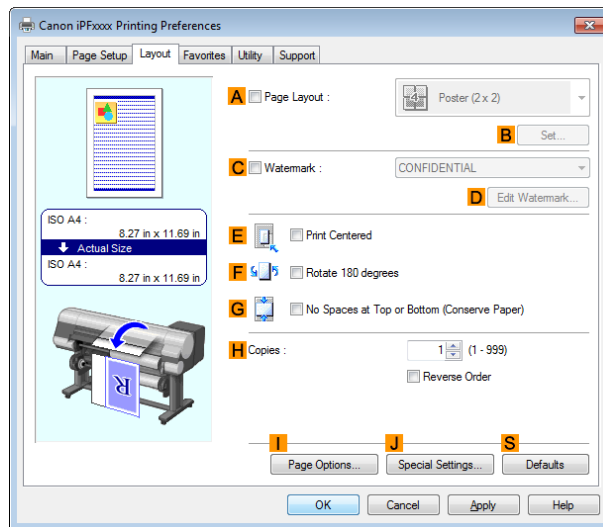 Canon iPFxxxx Printing Preferences
Main Page Setup Layout Favorites Utility Support
A Page Layout : 4 Poster (2 x 2)
B Set...
C Watermark : CONFIDENTIAL
D Edit Watermark...
ISO A4 :
8.27 in x 11.69 in
Actual Size
ISO A4 :
8.27 in x 11.69 in
E Print Centered
F Rotate 180 degrees
G No Spaces at Top or Bottom (Conserve Paper)
H Copies : 1 (1 - 999)
Reverse Order
R
I J S
Page Options... Special Settings... Defaults
OK Cancel Apply Help